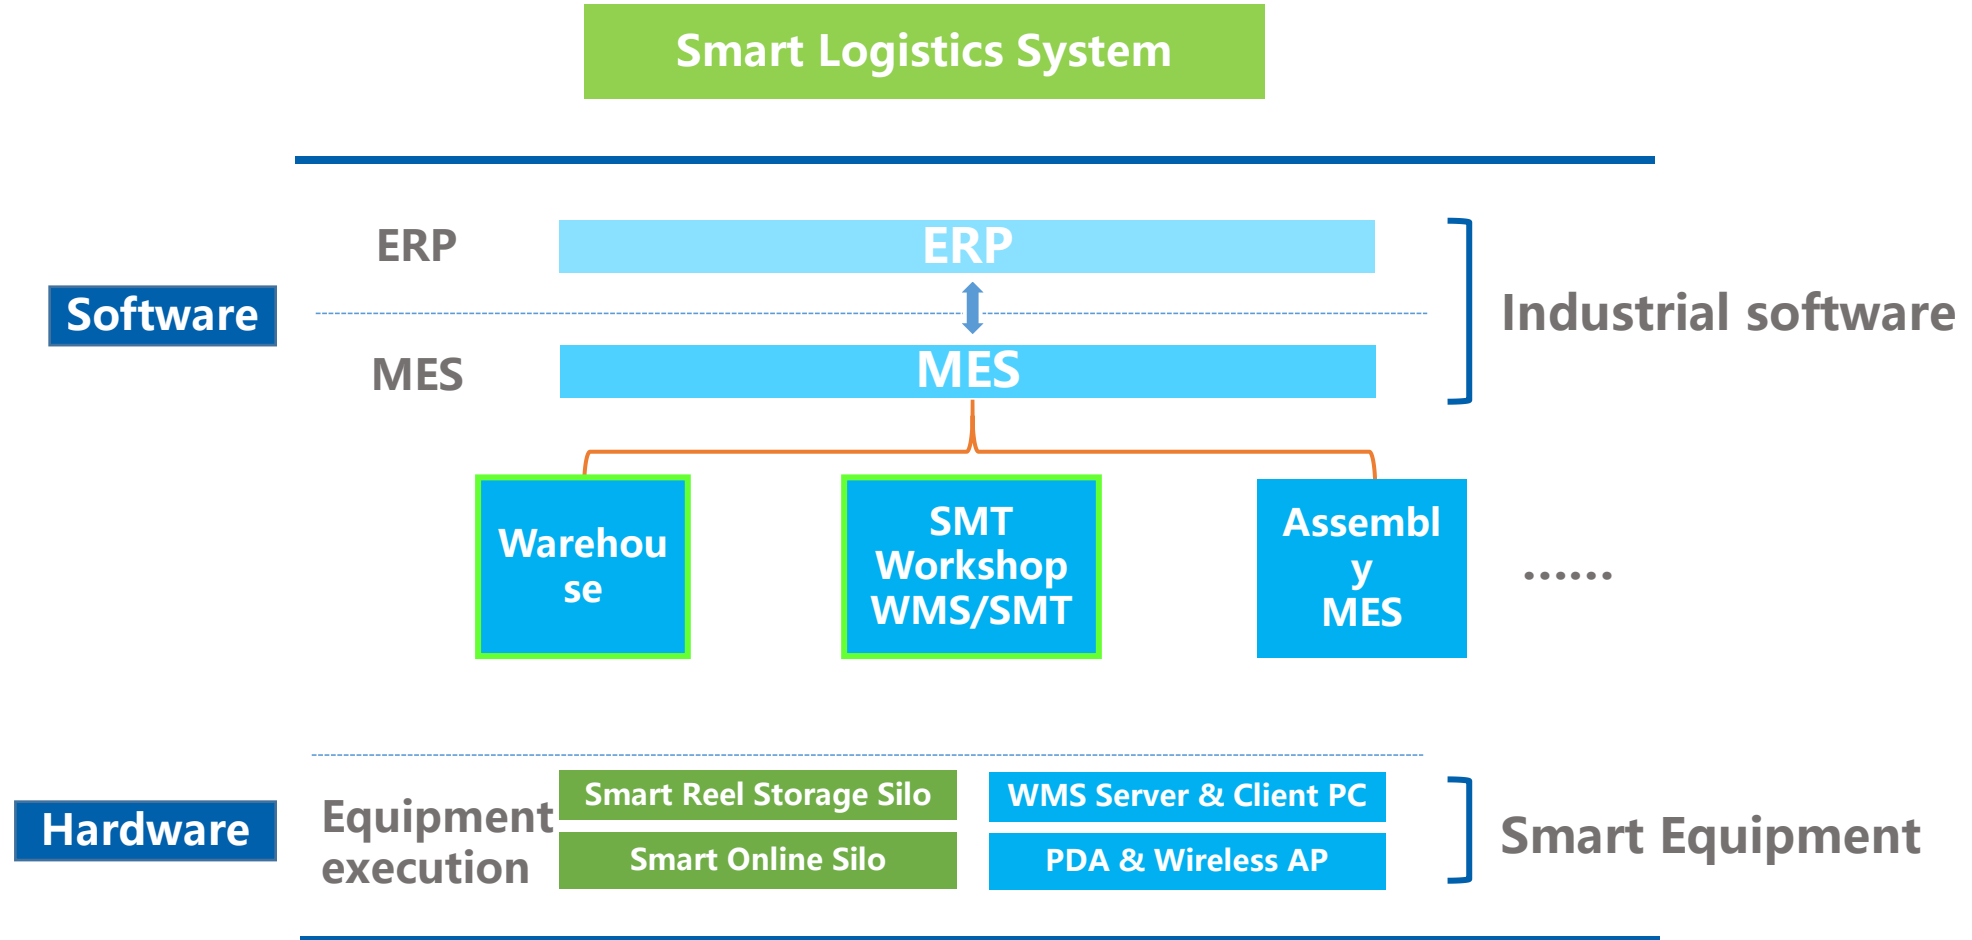 Smart Logistics System
ERP
ERP
Software
Industrial software
MES
MES
Warehou
se
SMT
Workshop
WMS/SMT
Assembl
y
MES
......
Hardware
Equipment
execution
Smart Reel Storage Silo
WMS Server & Client PC
Smart Online Silo
PDA & Wireless AP
Smart Equipment